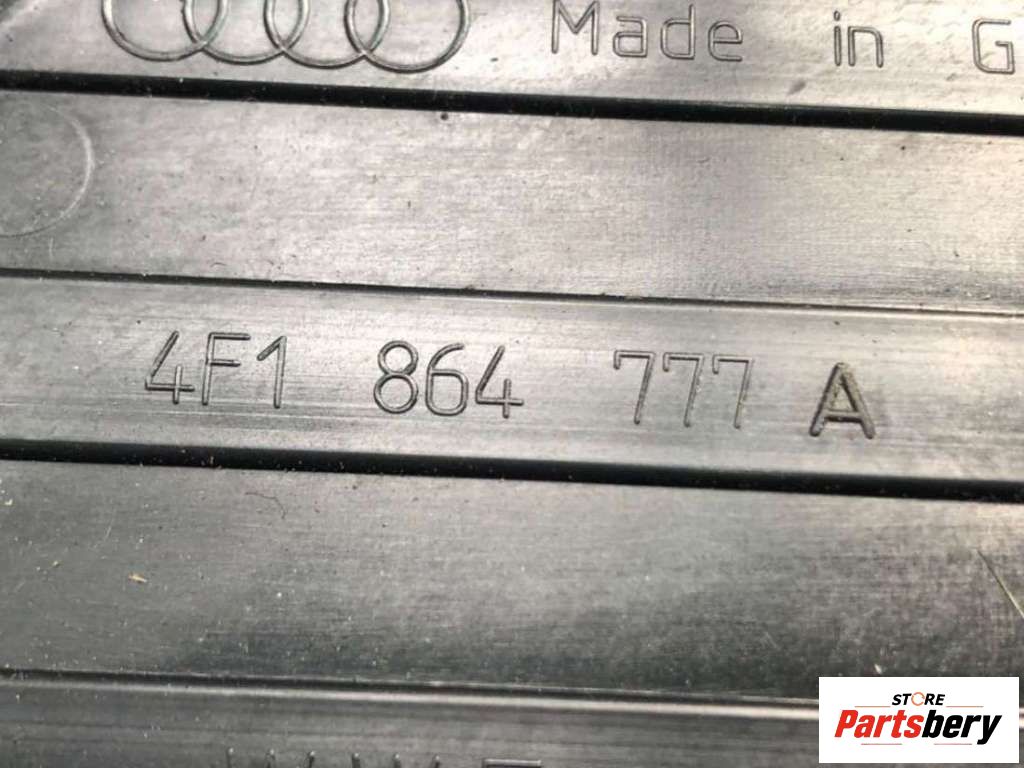 Made in G
4F1 864 777 A
STORE
Partsbery